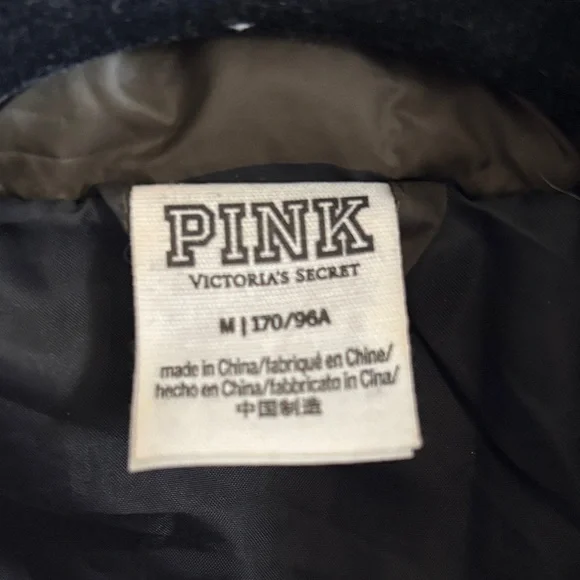 PINK
VICTORIA'S SECRET
M | 170/96A
made in China/fabriqué en Chine/
hecho en China/fabbricato in Cina/
中国制造